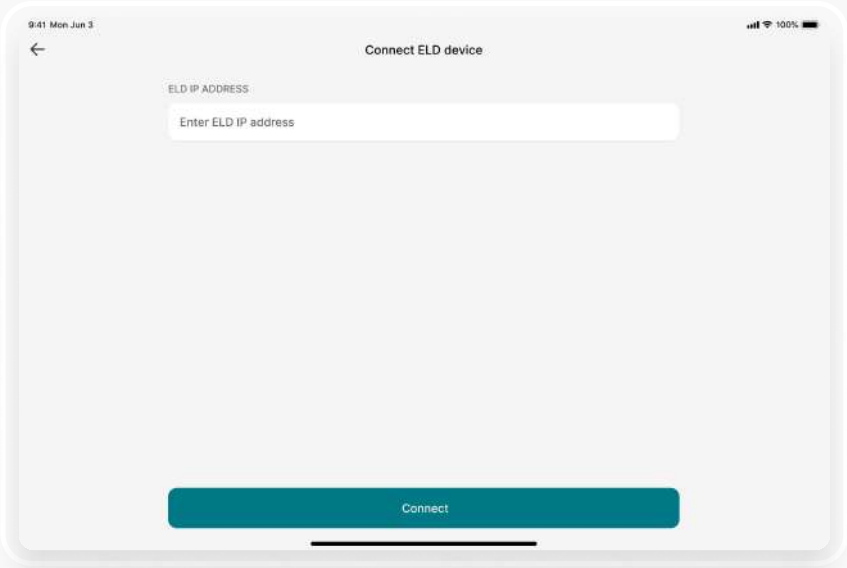 9:41 Mon Jun 3
100%
Connect ELD device
ELD IP ADDRESS
Enter ELD IP address
Connect